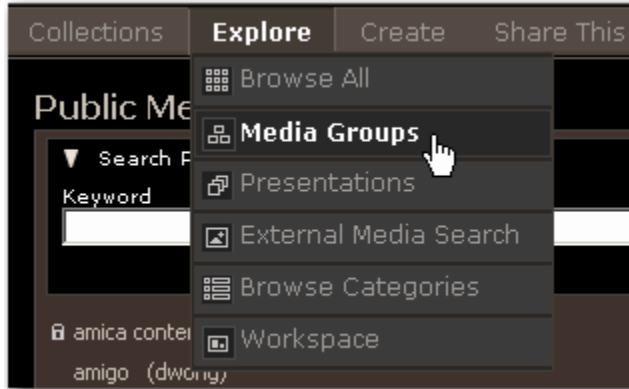 Collections Explore Create Share This
Browse All
Public Me
Media Groups
Search
Presentations
Keyword
External Media Search
Browse Categories
amica conte
Workspace
amigo (dwong)